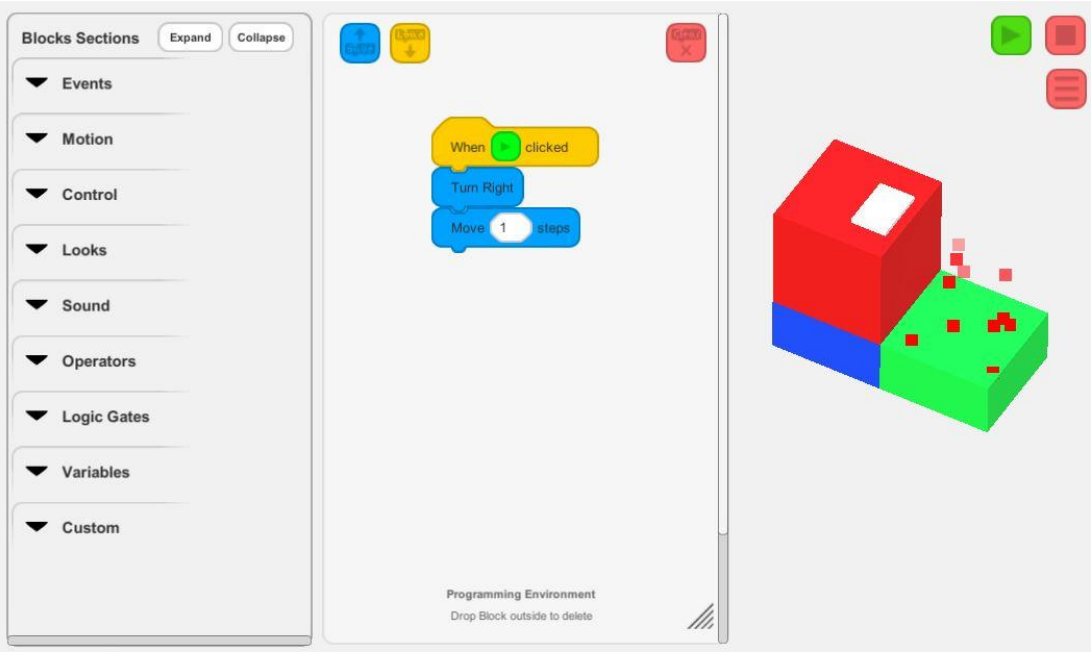 Blocks Sections Expand Collapse
Events
Motion
Control
Looks
Sound
Operators
Logic Gates
Variables
Custom
When clicked
Turn Right
Move 1 steps
Programming Environment
Drop Block outside to delete